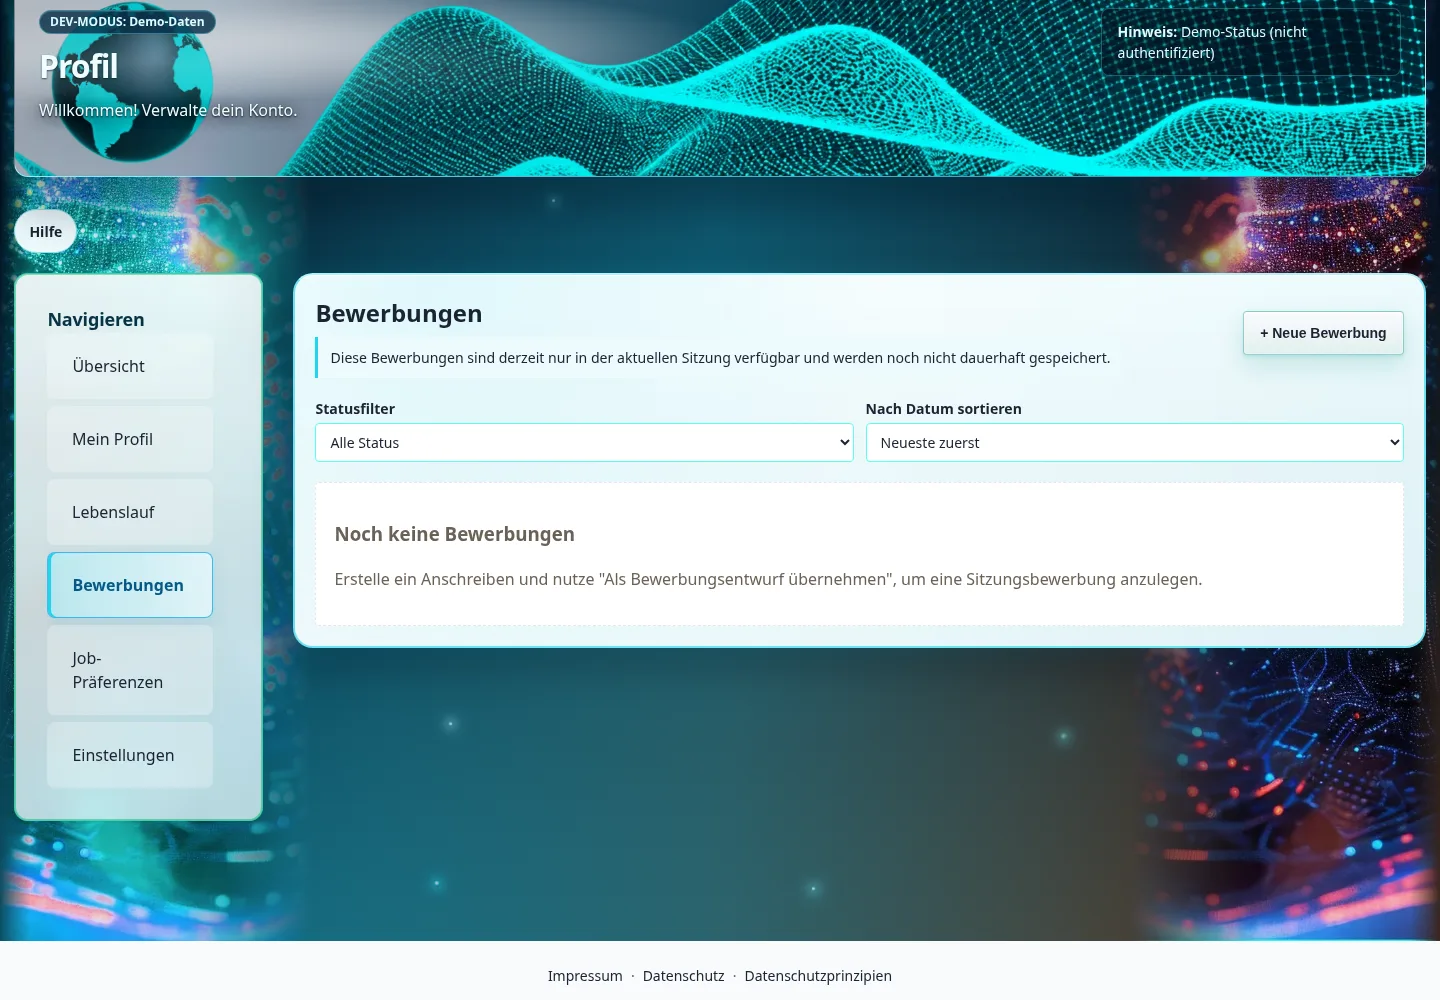 DEV-MODUS: Demo-Daten
Profil
Willkommen! Verwalte dein Konto.
Hinweis: Demo-Status (nicht
authentifiziert)
Hilfe
Navigieren
Übersicht
Mein Profil
Lebenslauf
Bewerbungen
Job-
Präferenzen
Einstellungen
Bewerbungen
Diese Bewerbungen sind derzeit nur in der aktuellen Sitzung verfügbar und werden noch nicht dauerhaft gespeichert.
+ Neue Bewerbung
Statusfilter
Alle Status
Nach Datum sortieren
Neueste zuerst
Noch keine Bewerbungen
Erstelle ein Anschreiben und nutze "Als Bewerbungsentwurf übernehmen", um eine Sitzungsbewerbung anzulegen.
Impressum · Datenschutz · Datenschutzprinzipien